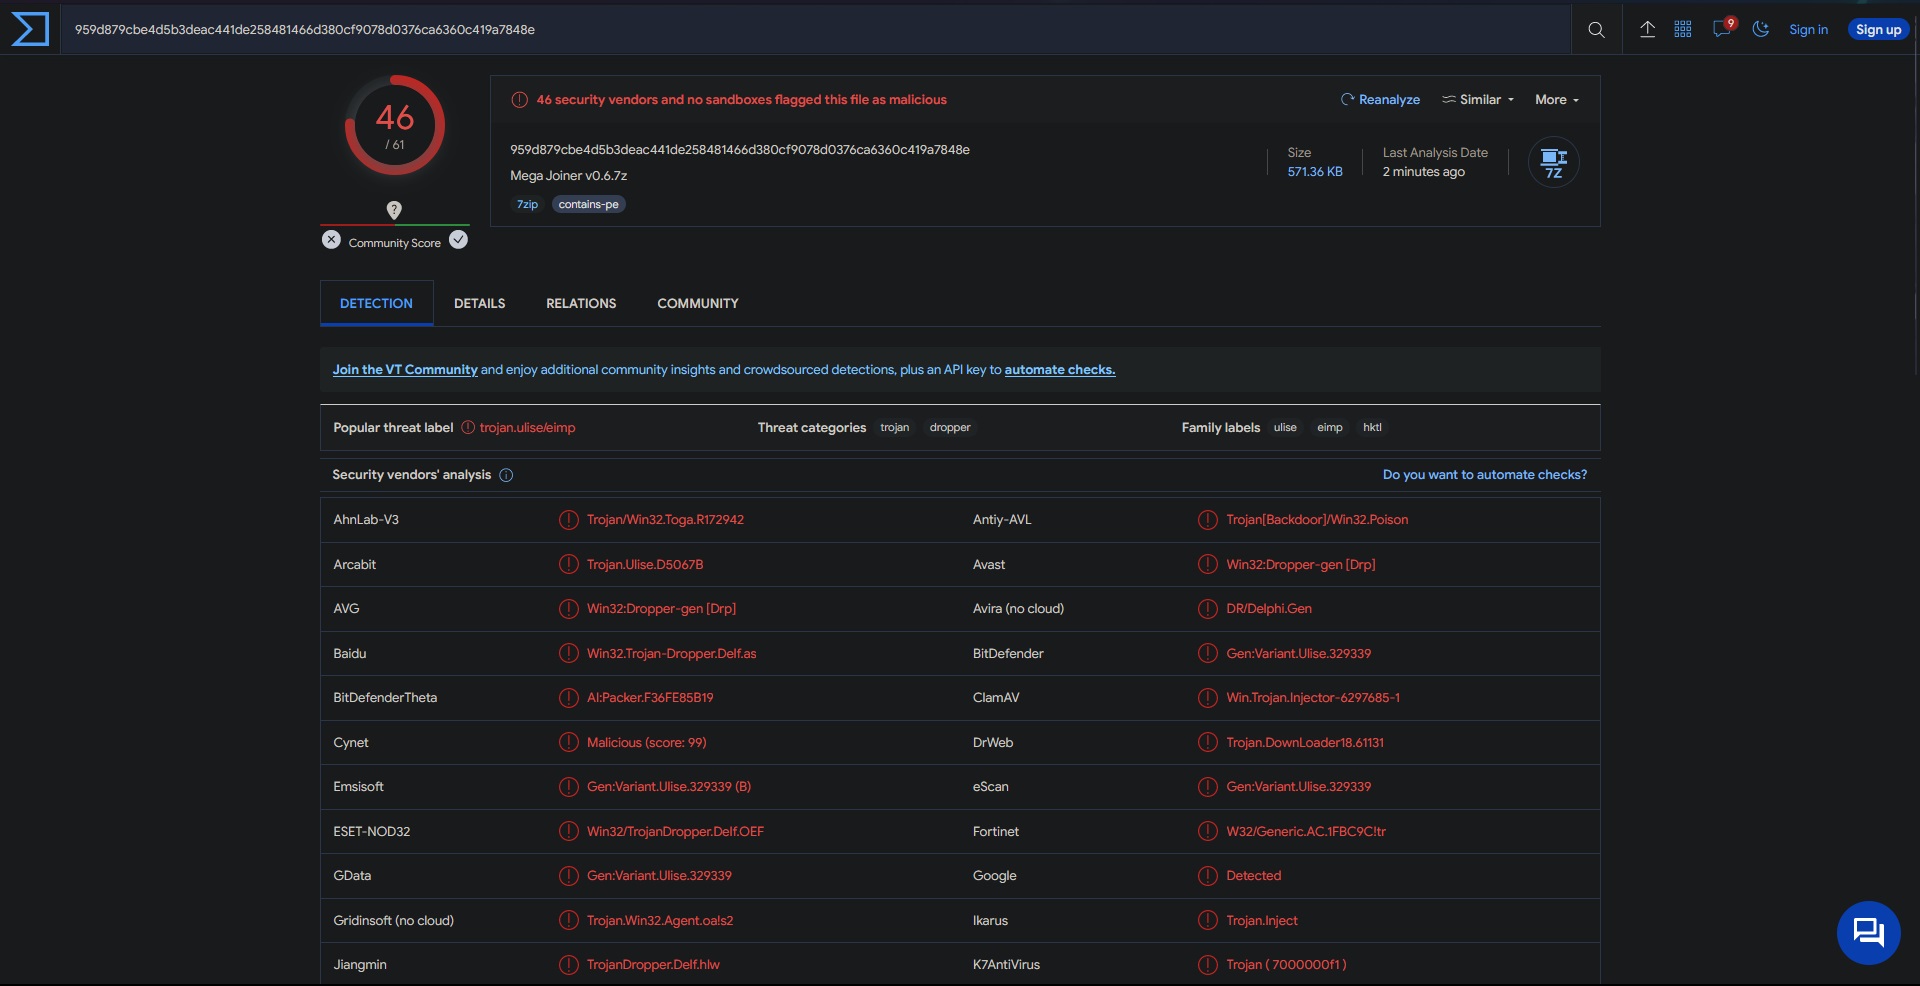 959d879cbe4d5b3deac441de258481466d380cf9078d0376ca6360c419a7848e
9
Sign in
Sign up
46
/ 61
46 security vendors and no sandboxes flagged this file as malicious
Reanalyze
Similar
More
959d879cbe4d5b3deac441de258481466d380cf9078d0376ca6360c419a7848e
Mega Joiner v0.6.7z
7zip
contains-pe
Size
571.36 KB
Last Analysis Date
2 minutes ago
7Z
?
Community Score
DETECTION
DETAILS
RELATIONS
COMMUNITY
Join the VT Community and enjoy additional community insights and crowdsourced detections, plus an API key to automate checks.
Popular threat label trojan.ulise/eimp
Threat categories trojan dropper
Family labels ulise eimp hktl
Security vendors' analysis
Do you want to automate checks?
AhnLab-V3 Trojan/Win32.Toga.R172942
Antiy-AVL Trojan[Backdoor]/Win32.Poison
Arcabit Trojan.Ulise.D5067B
Avast Win32:Dropper-gen [Drp]
AVG Win32:Dropper-gen [Drp]
Avira (no cloud) DR/Delphi.Gen
Baidu Win32.Trojan-Dropper.Delf.as
BitDefender Gen:Variant.Ulise.329339
BitDefenderTheta AI:Packer.F36FE85B19
ClamAV Win.Trojan.Injector-6297685-1
Cynet Malicious (score: 99)
DrWeb Trojan.DownLoader18.61131
Emsisoft Gen:Variant.Ulise.329339 (B)
eScan Gen:Variant.Ulise.329339
ESET-NOD32 Win32/TrojanDropper.Delf.OEF
Fortinet W32/Generic.AC.1FBC9C!tr
GData Gen:Variant.Ulise.329339
Google Detected
Gridinsoft (no cloud) Trojan.Win32.Agent.oa!s2
Ikarus Trojan.Inject
Jiangmin TrojanDropper.Delf.hlw
K7AntiVirus Trojan ( 7000000f1 )